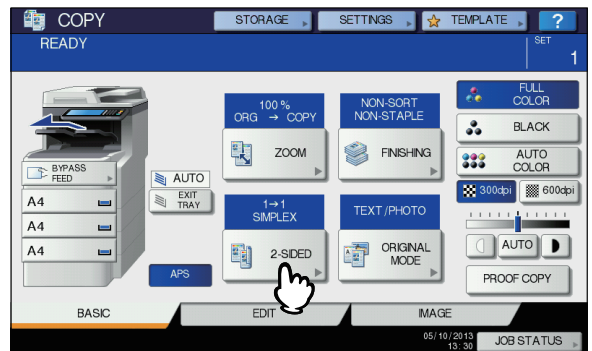 COPY
STORAGE
SETTINGS
TEMPLATE
?
READY
SET
1
100 %
ORG → COPY
ZOOM
NON-SORT
NON-STAPLE
FINISHING
FULL
COLOR
BLACK
AUTO
COLOR
300dpi
600dpi
BYPASS
FEED
A4
A4
A4
AUTO
EXIT
TRAY
APS
1→1
SIMPLEX
2-SIDED
TEXT/PHOTO
ORIGINAL
MODE
AUTO
PROOF COPY
BASIC
EDIT
IMAGE
05/10/2013
13:30
JOB STATUS